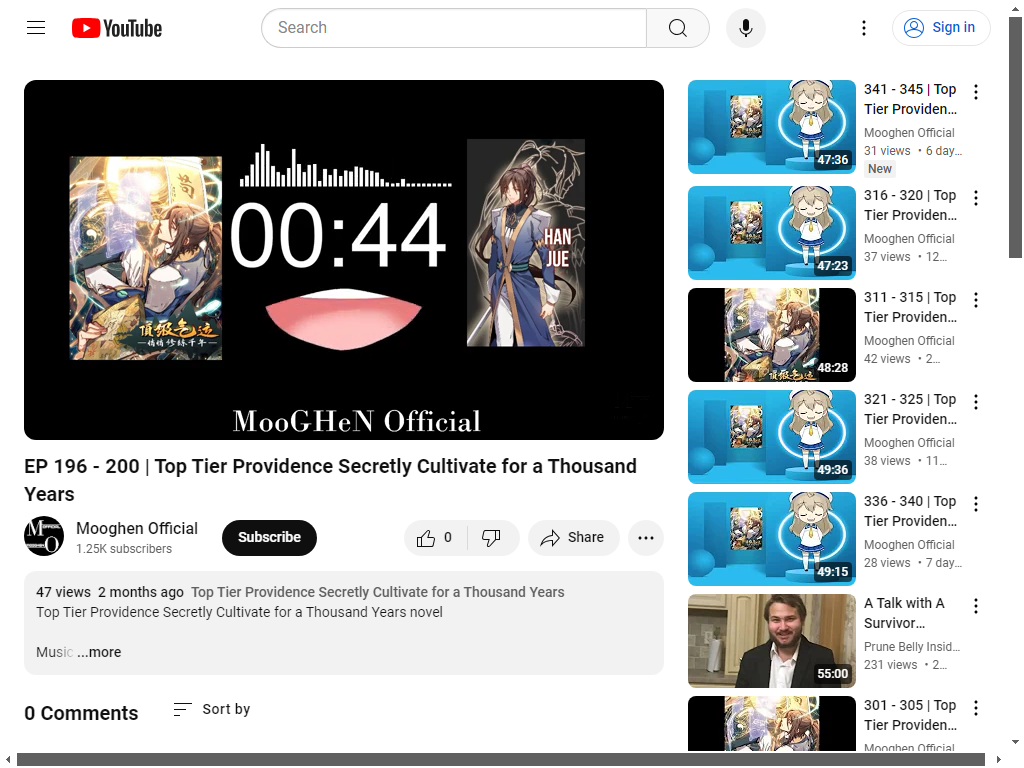 YouTube
Search
Sign in
00:44
HAN
JUE
頂級气运
悄悄修练千年
MooGHeN Official
EP 196 - 200 | Top Tier Providence Secretly Cultivate for a Thousand
Years
Mooghen Official
1.25K subscribers
Subscribe
0
Share
47 views 2 months ago Top Tier Providence Secretly Cultivate for a Thousand Years
Top Tier Providence Secretly Cultivate for a Thousand Years novel
Music ...more
0 Comments
Sort by
341 - 345 | Top
Tier Providen...
Mooghen Official
31 views • 6 day...
New
47:36
316 - 320 | Top
Tier Providen...
Mooghen Official
37 views • 12...
47:23
311 - 315 | Top
Tier Providen...
Mooghen Official
42 views • 2...
48:28
321 - 325 | Top
Tier Providen...
Mooghen Official
38 views • 11...
49:36
336 - 340 | Top
Tier Providen...
Mooghen Official
28 views • 7 day...
49:15
A Talk with A
Survivor...
Prune Belly Insid...
231 views • 2...
55:00
301 - 305 | Top
Tier Providen...
Mooghen Official